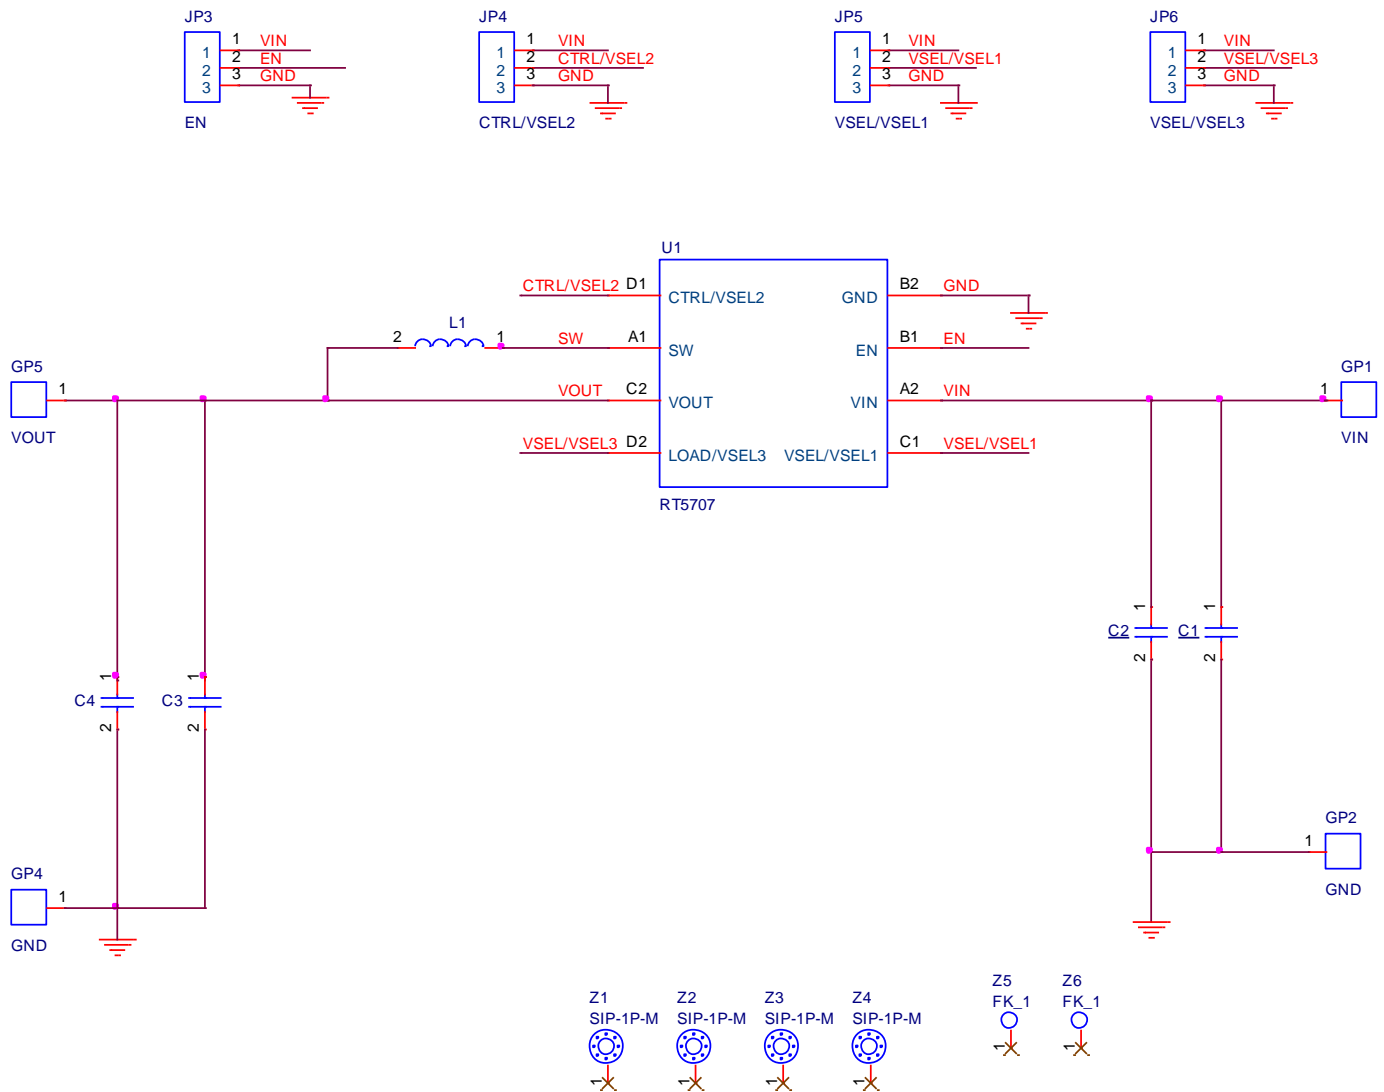 JP3
1 VIN
1
2 EN
2
3 GND
3
EN
JP4
1 VIN
1
2 CTRL/VSEL2
2
3 GND
3
CTRL/VSEL2
JP5
1 VIN
1
2 VSEL/VSEL1
2
3 GND
3
VSEL/VSEL1
JP6
1 VIN
1
2 VSEL/VSEL3
2
3 GND
3
VSEL/VSEL3
U1
CTRL/VSEL2 D1 CTRL/VSEL2 GND B2 GND
L1
2 1 SW A1 SW EN B1 EN
GP5
1 VOUT C2 VOUT VIN A2 VIN 1
GP1
VOUT
VIN
VSEL/VSEL3 D2 LOAD/VSEL3 VSEL/VSEL1 C1 VSEL/VSEL1
RT5707
1 1
C2 C1
2 2
1 1
C4 C3
2 2
GP2
1
GND
GP4
1
GND
Z1
SIP-1P-M
1
Z2
SIP-1P-M
1
Z3
SIP-1P-M
1
Z4
SIP-1P-M
1
Z5
FK_1
1
Z6
FK_1
1